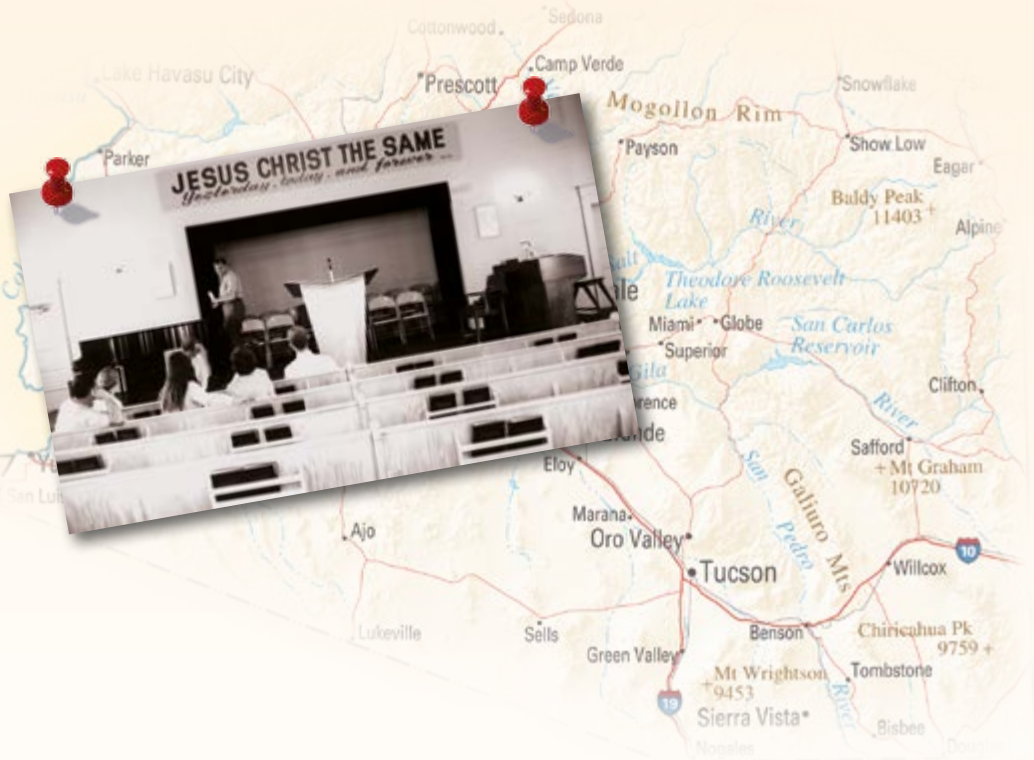 Sedona
Cottonwood
Camp Verde
Lake Havasu City
Prescott
Snowflake
Mogollon Rim
Parker
Payson
Show Low
Eagar
JESUS CHRIST THE SAME
Yesterday, today, and forever
Baldy Peak
11403
River
Alpine
Theodore Roosevelt
Lake
Miami
Globe
San Carlos
Reservoir
Superior
Gila
Clifton
River
Safford
Mt Graham
10720
Eloy
San
Pedro
River
Galiuro Mts
Marana
Oro Valley
Ajo
10
Tucson
Willcox
Lukeville
Sells
Benson
Chiricahua Pk
9759
Green Valley
Mt Wrightson
9453
Tombstone
19
Sierra Vista
Bisbee
Nogales